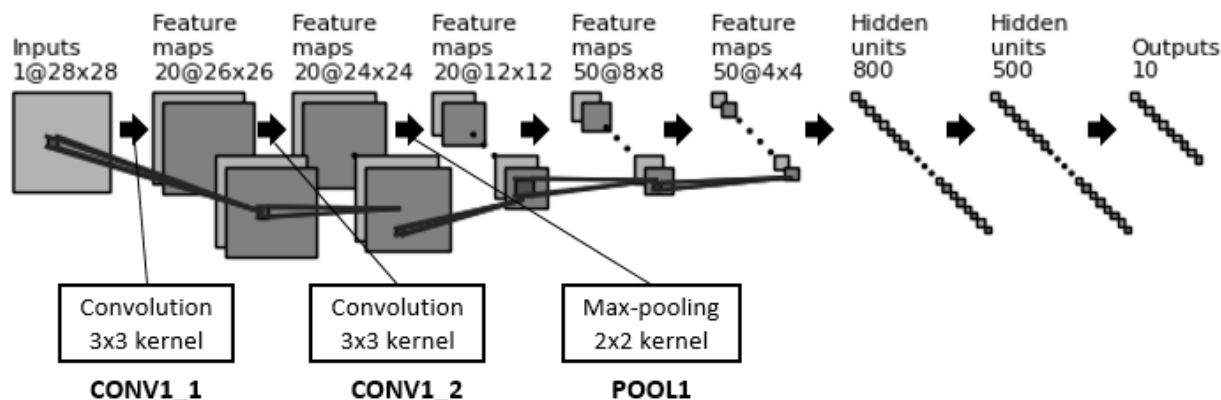 Inputs
1@28x28
Feature
maps
20@26x26
Feature
maps
20@24x24
Feature
maps
20@12x12
Feature
maps
50@8x8
Feature
maps
50@4x4
Hidden
units
800
Hidden
units
500
Outputs
10
Convolution
3x3 kernel
CONV1_1
Convolution
3x3 kernel
CONV1_2
Max-pooling
2x2 kernel
POOL1